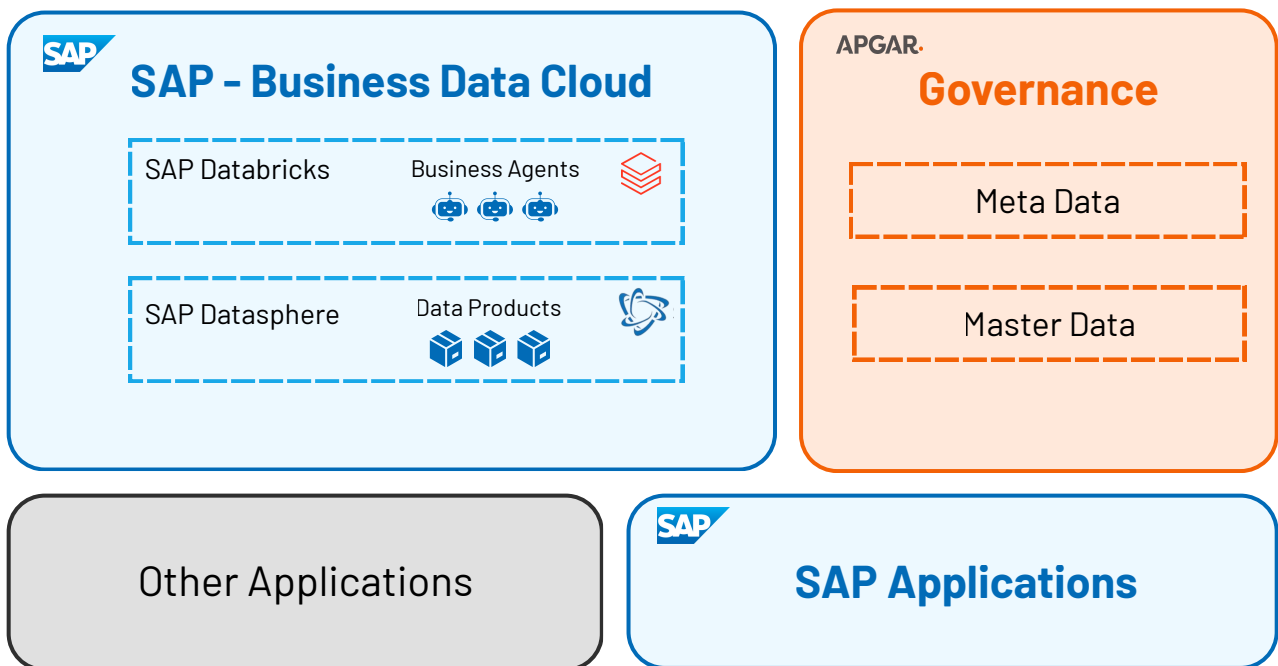 SAP
SAP - Business Data Cloud
SAP Databricks
Business Agents
SAP Datasphere
Data Products
APGAR.
Governance
Meta Data
Master Data
Other Applications
SAP
SAP Applications